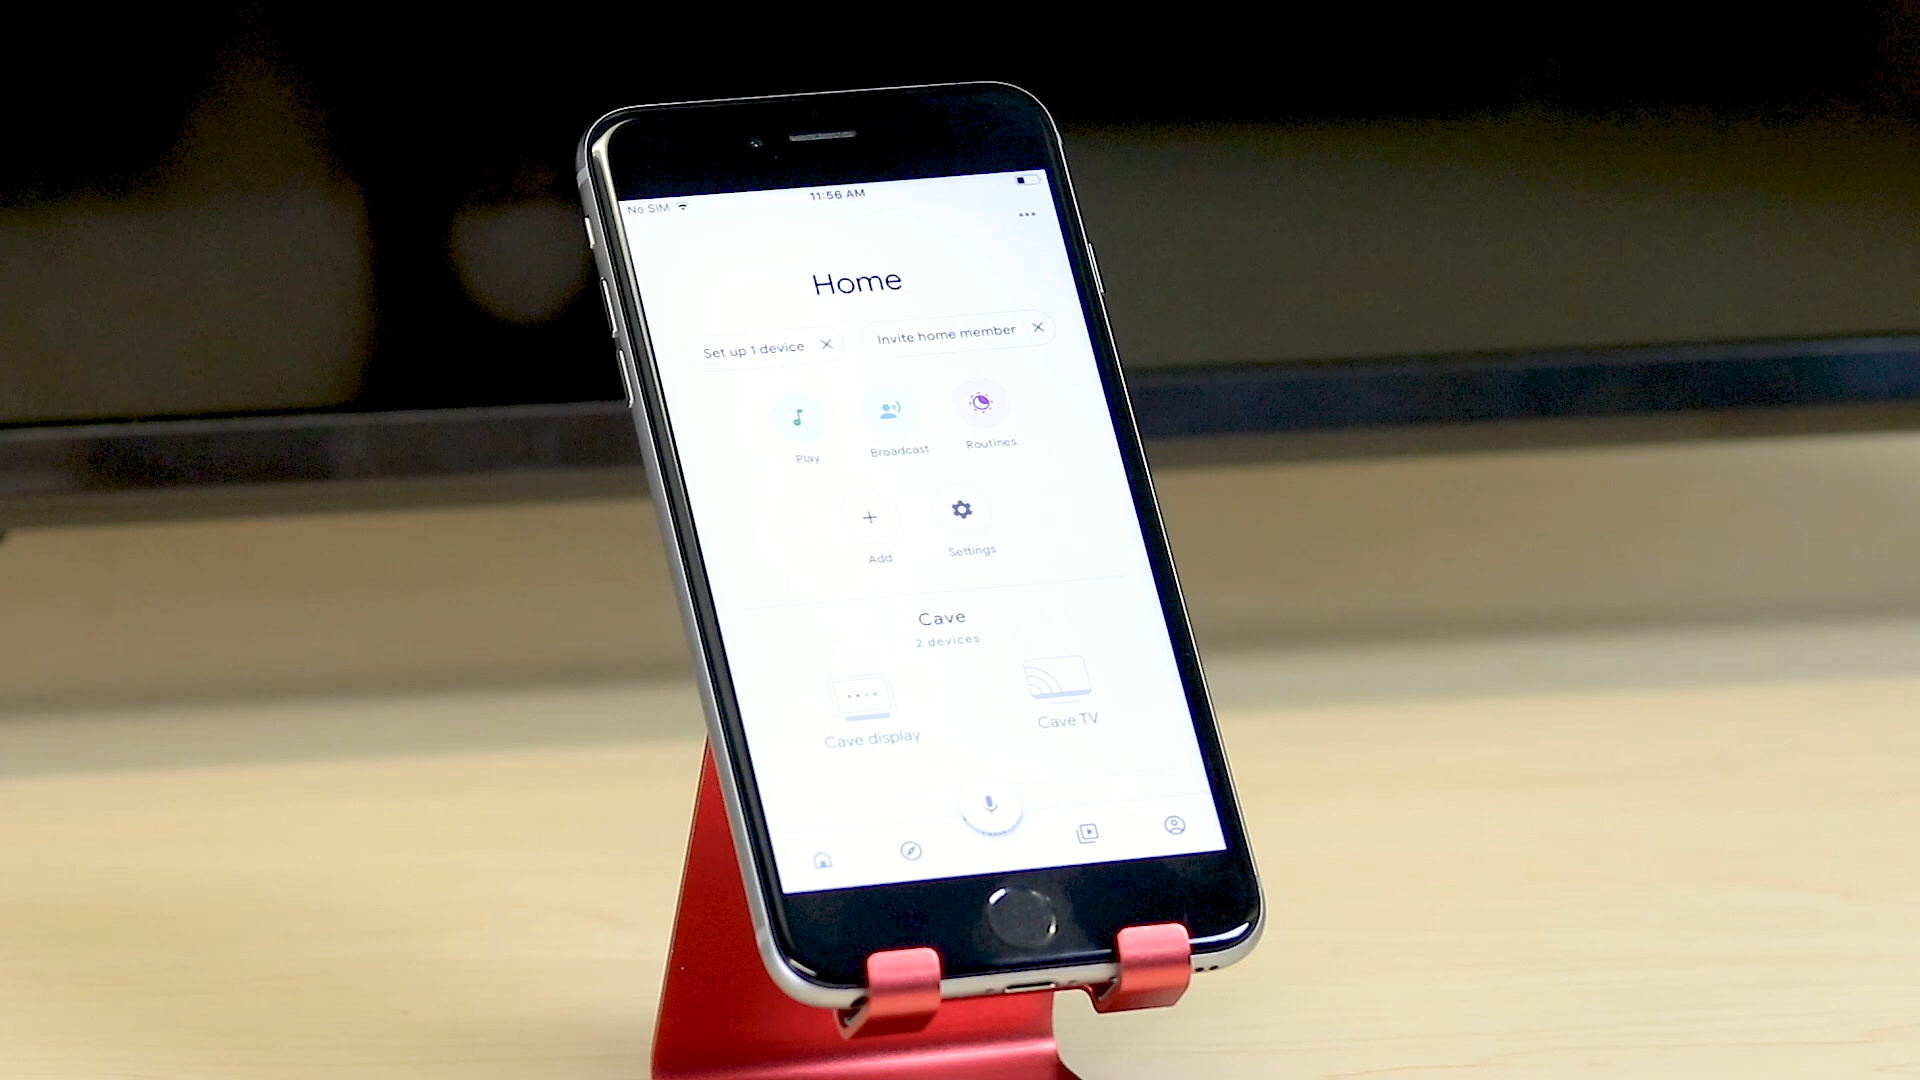 No SIM 11:56 AM
Home
Set up 1 device Invite home member
Play Broadcast Routines
Add Settings
Cave
2 devices
Cave display Cave TV